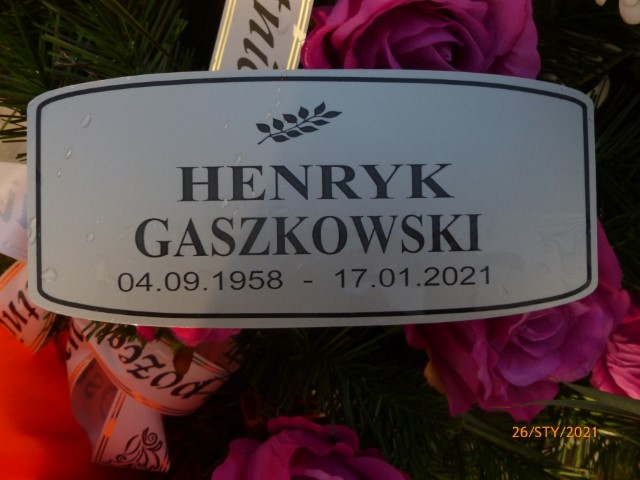 HENRYK
GASZKOWSKI
04.09.1958 - 17.01.2021
26/STY/2021